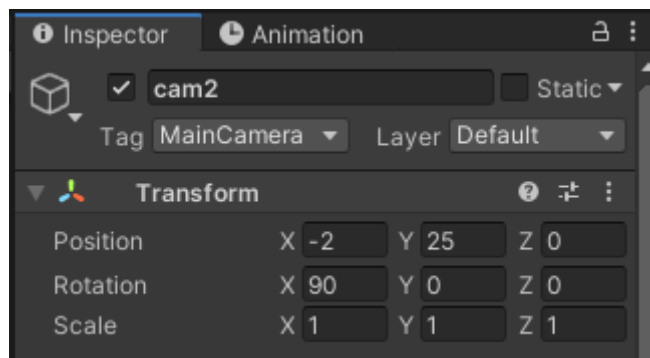 Inspector Animation
cam2 Static
Tag MainCamera Layer Default
Transform
Position X -2 Y 25 Z 0
Rotation X 90 Y 0 Z 0
Scale X 1 Y 1 Z 1